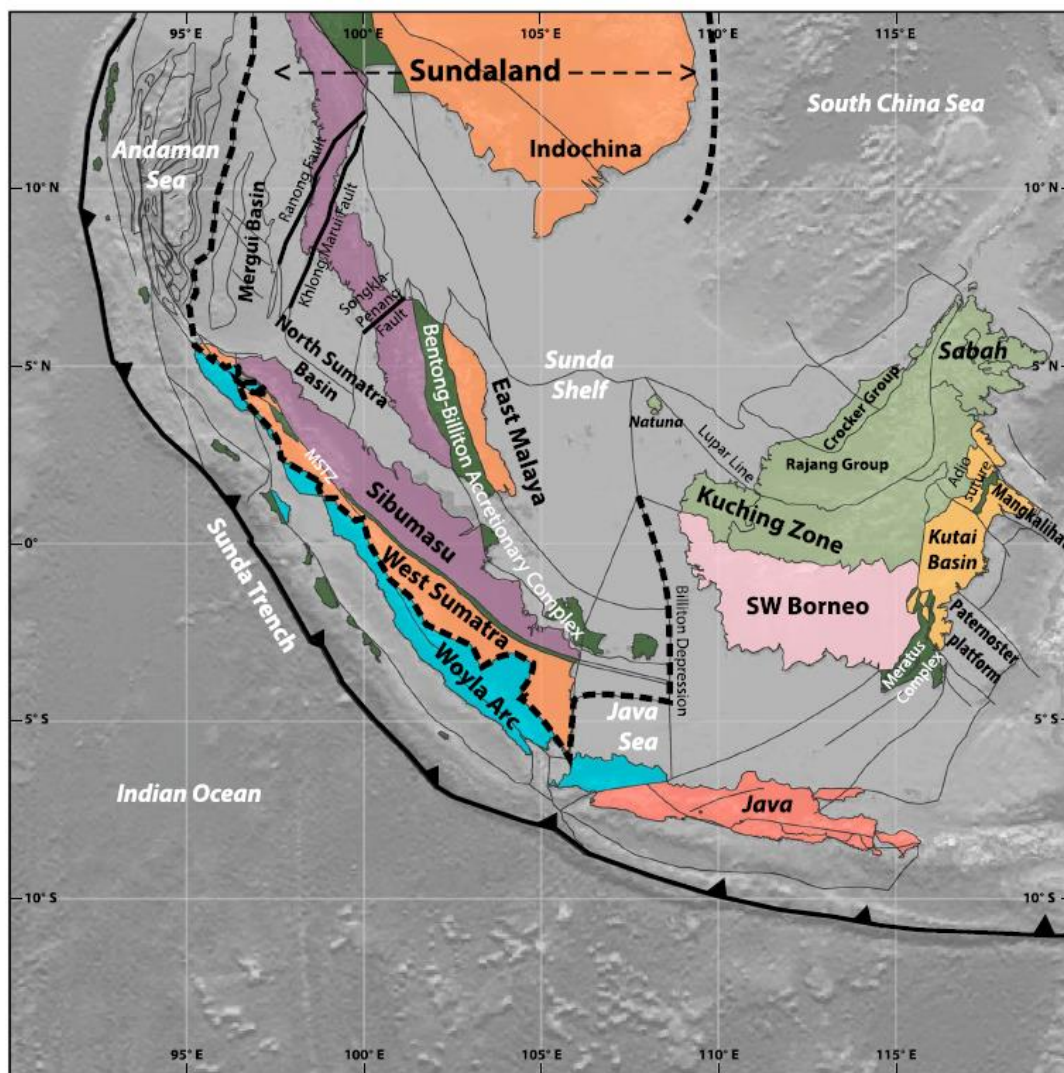 95° E
100° E
105° E
110° E
115° E
Sundaland
South China Sea
Andaman
Sea
Indochina
10° N
10° N
Mergui Basin
Ranong Fault
Khlong Marui Fault
Songkla-
Penang
Fault
North Sumatra
Basin
Bentong-Billiton Accretionary Complex
East Malaya
Sunda
Shelf
5° N
5° N
Sabah
Crocker Group
Natuna
Lupar Line
Rajang Group
Adio
suture
Mangkalihat
MSTZ
Sibumasu
Kuching Zone
Kutai
Basin
0°
0°
Sunda Trench
West Sumatra
SW Borneo
Billiton Depression
Paternoster
platform
Meratus
Complex
Woyla Arc
Java
Sea
5° S
5° S
Indian Ocean
Java
10° S
10° S
95° E
100° E
105° E
110° E
115° E